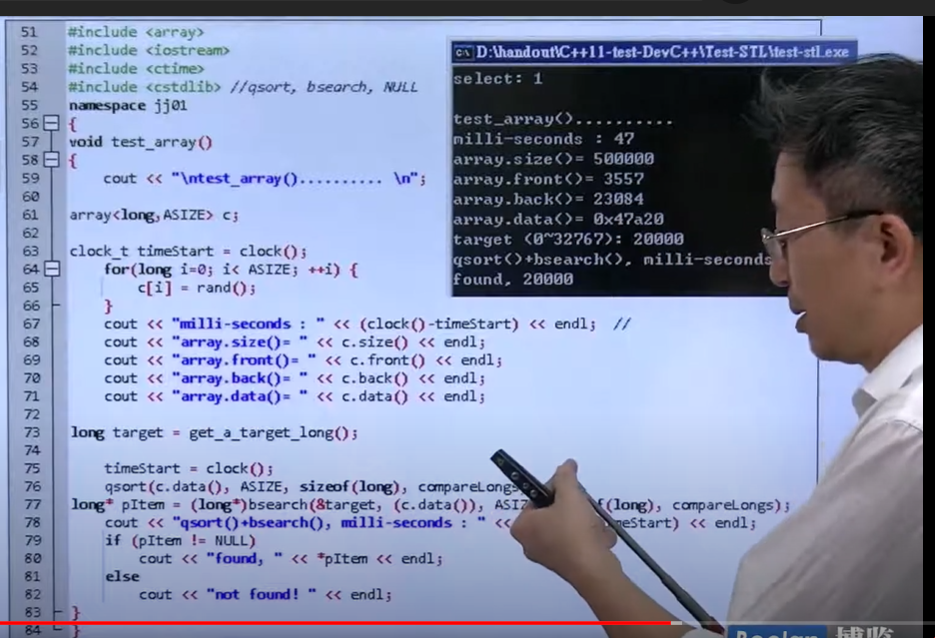 51 #include <array>
52 #include <iostream>
53 #include <ctime>
54 #include <cstdlib> //qsort, bsearch, NULL
55 namespace jj01
56 {
57 void test_array()
58 {
59 cout << "\ntest_array().......... \n";
60
61 array<long,ASIZE> c;
62
63 clock_t timeStart = clock();
64 for(long i=0; i< ASIZE; ++i) {
65 c[i] = rand();
66 }
67 cout << "milli-seconds : " << (clock()-timeStart) << endl; //
68 cout << "array.size()= " << c.size() << endl;
69 cout << "array.front()= " << c.front() << endl;
70 cout << "array.back()= " << c.back() << endl;
71 cout << "array.data()= " << c.data() << endl;
72
73 long target = get_a_target_long();
74
75 timeStart = clock();
76 qsort(c.data(), ASIZE, sizeof(long), compareLongs
77 long* pItem = (long*)bsearch(&target, (c.data()), ASIZ f(long), compareLongs);
78 cout << "qsort()+bsearch(), milli-seconds : " << meStart) << endl;
79 if (pItem != NULL)
80 cout << "found, " << *pItem << endl;
81 else
82 cout << "not found! " << endl;
83 }
84 }
D:\handout\C++11-test-DevC++\Test-STL\test-stl.exe
select: 1
test_array()..........
milli-seconds : 47
array.size()= 500000
array.front()= 3557
array.back()= 23084
array.data()= 0x47a20
target (0~32767): 20000
qsort()+bsearch(), milli-seconds
found, 20000
Boolan 博览